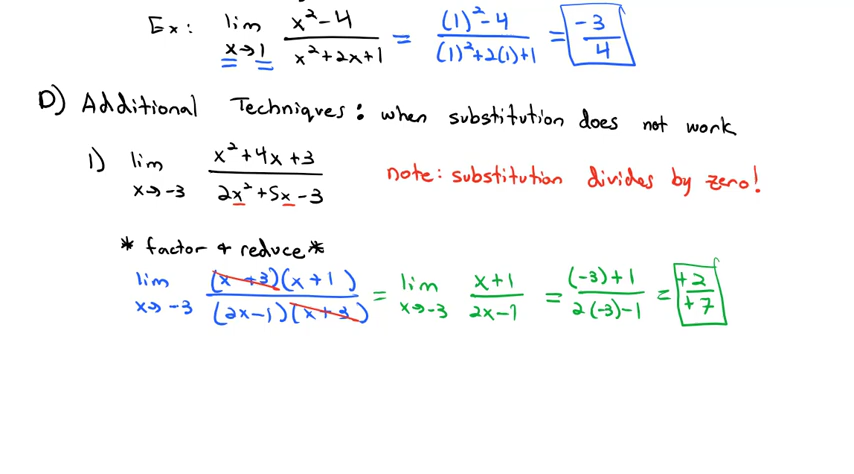 Ex: lim x→1 (x² - 4)/(x² + 2x + 1) = ((1)² - 4)/((1)² + 2(1) + 1) = -3/4
D) Additional Techniques: when substitution does not work
1) lim x→ -3 (x² + 4x + 3)/(2x² + 5x - 3) note: substitution divides by zero!
* factor & reduce *
lim x→ -3 ((x + 3)(x + 1))/((2x - 1)(x + 3)) = lim x→ -3 (x + 1)/(2x - 1) = ((-3) + 1)/(2(-3) - 1) = +2/+7